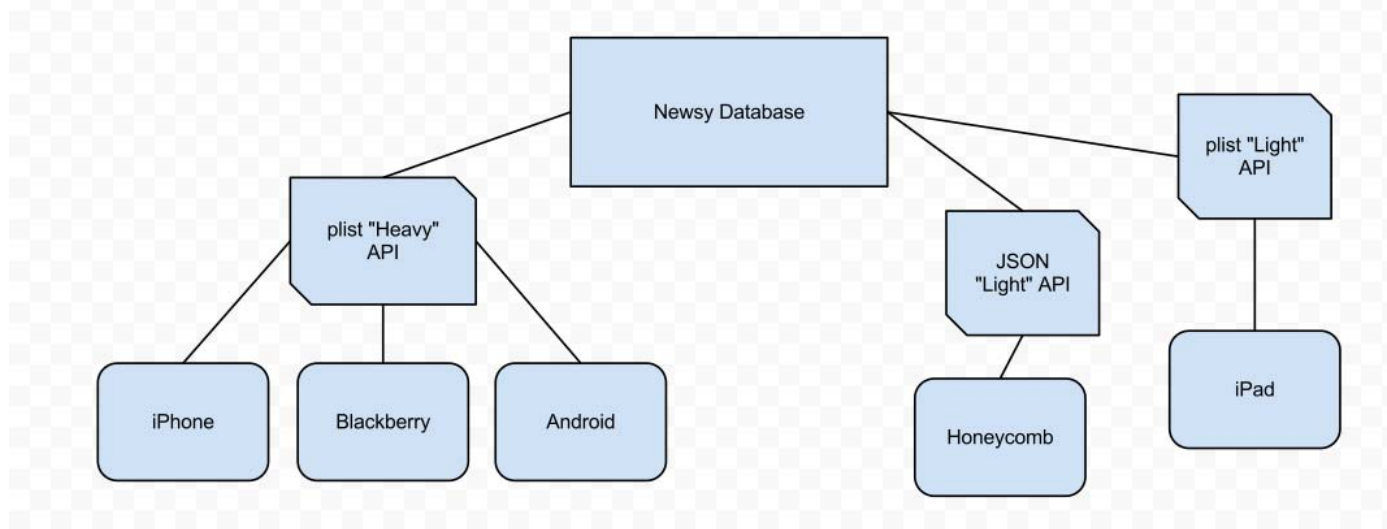 Newsy Database
plist "Light"
API
plist "Heavy"
API
JSON
"Light" API
iPhone
Blackberry
Android
Honeycomb
iPad